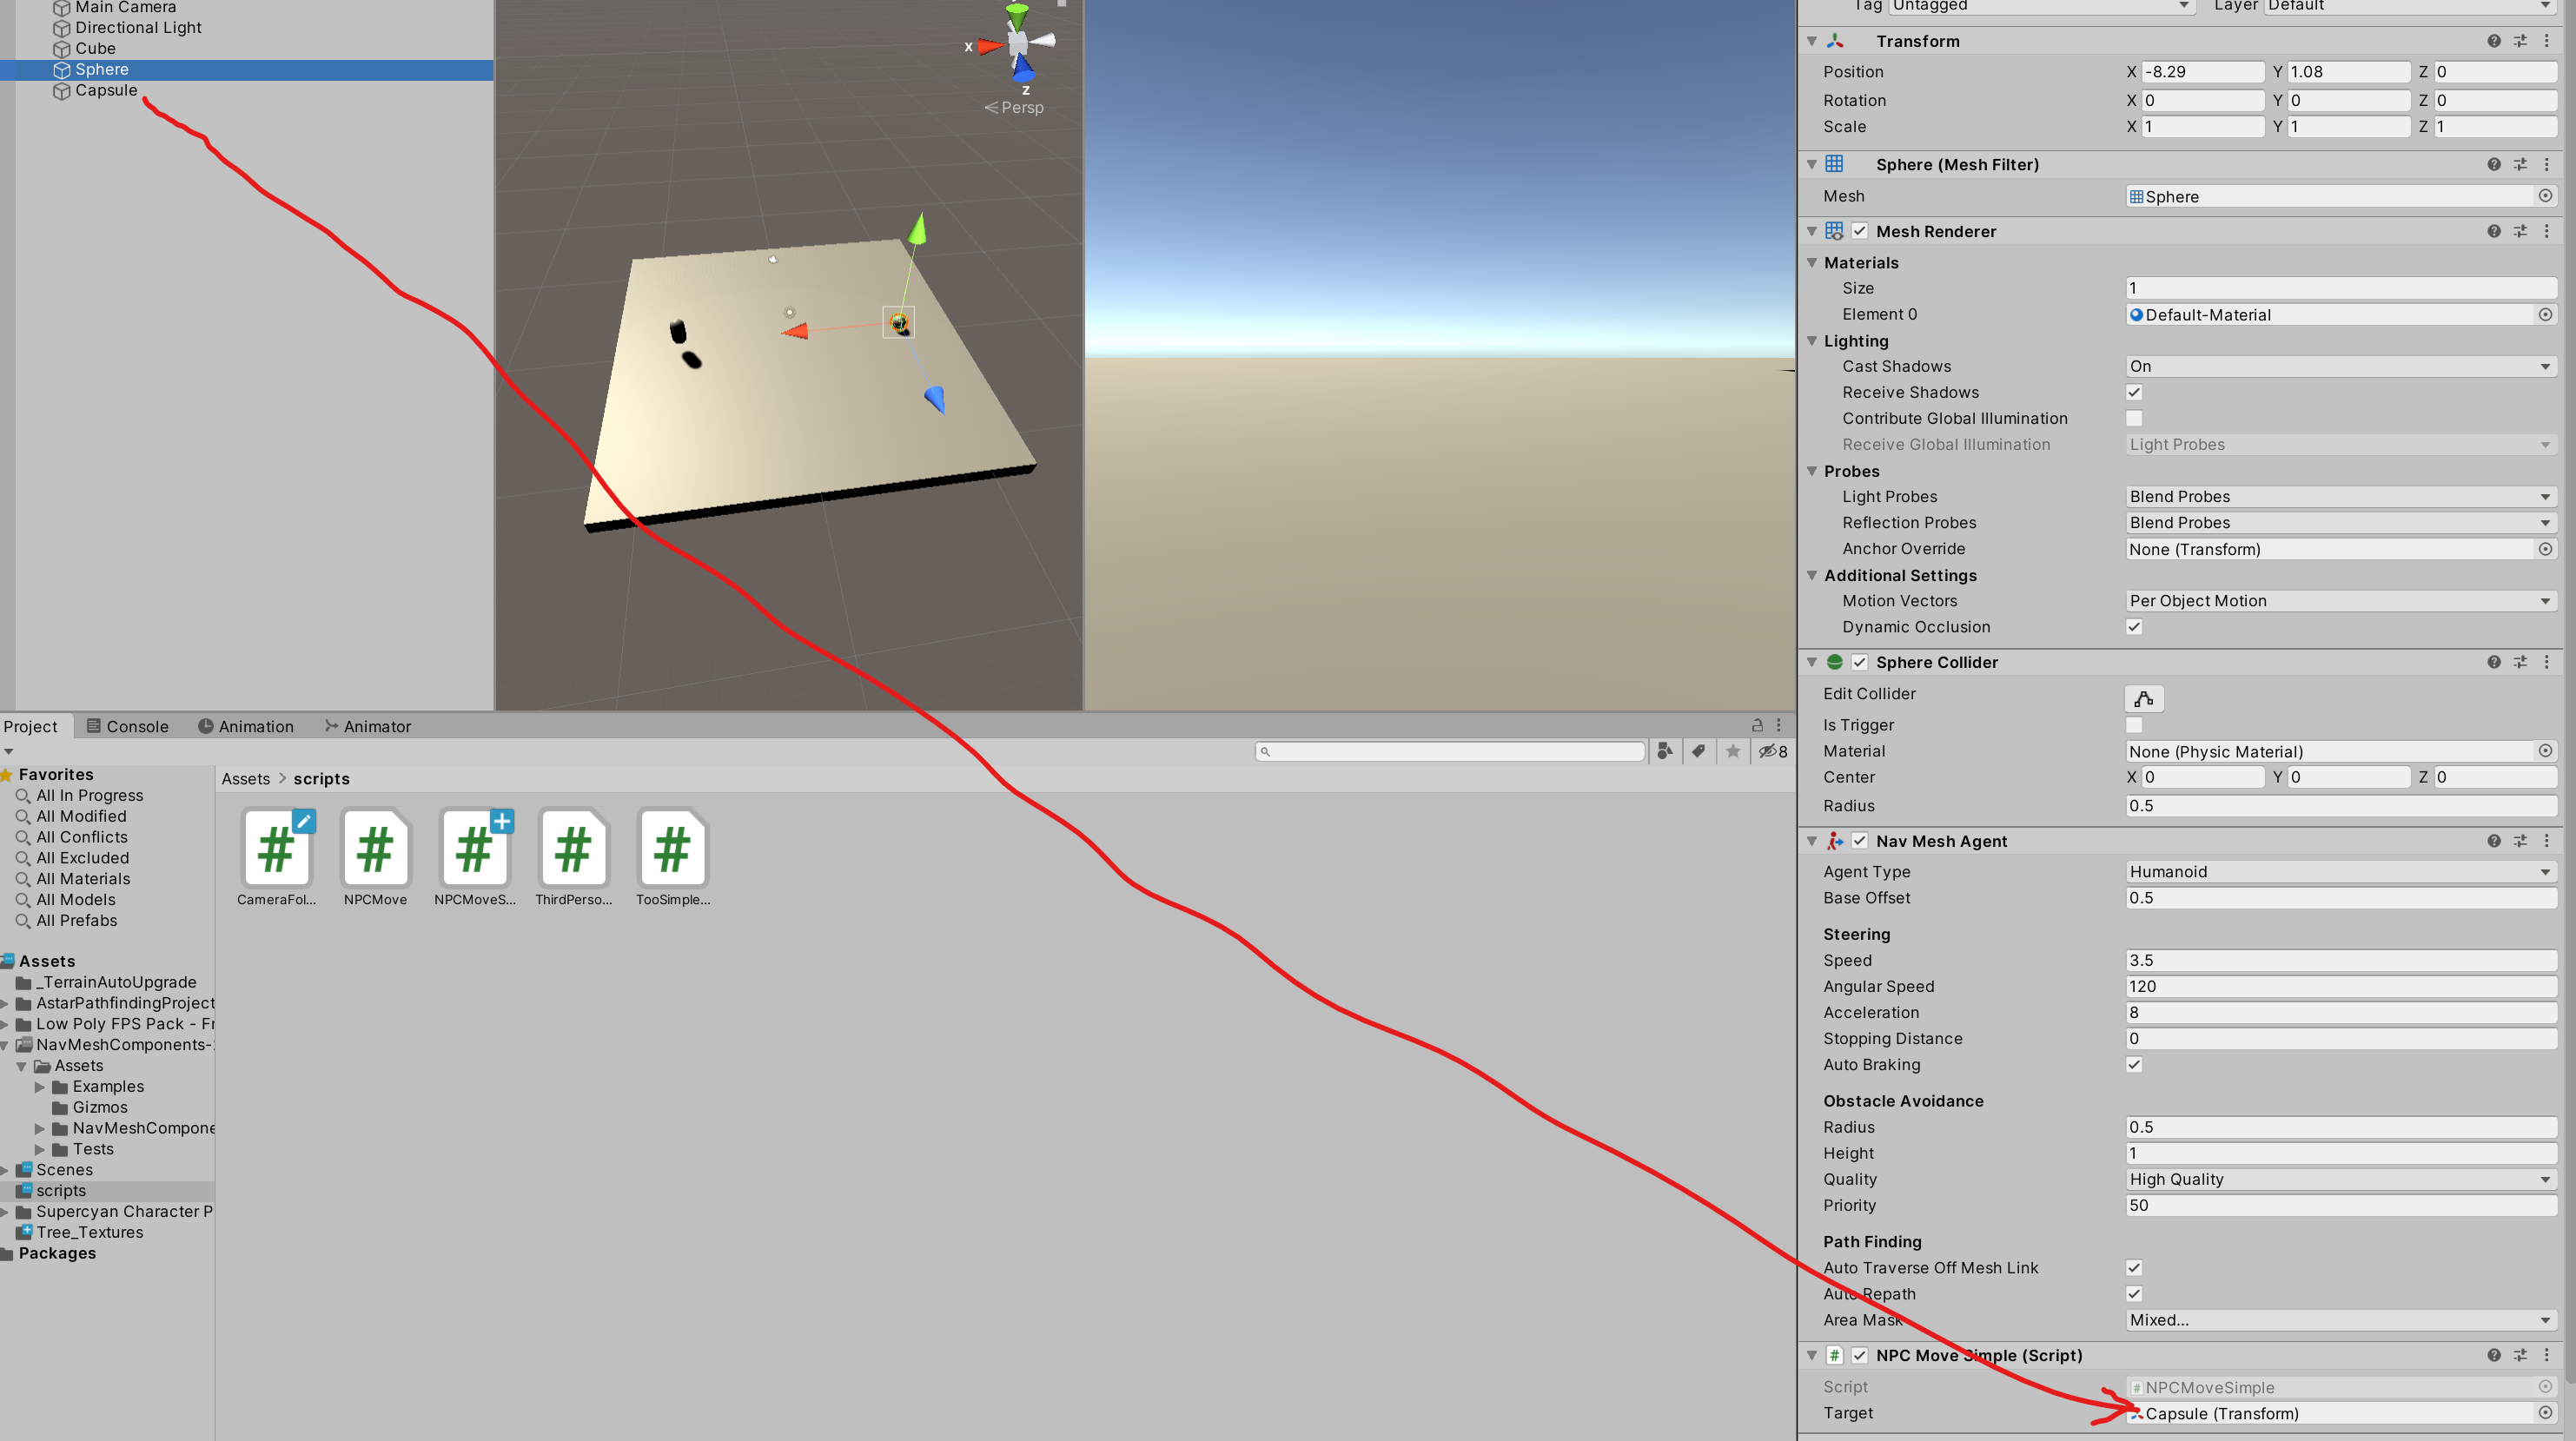 Main Camera
Directional Light
Cube
Sphere
Capsule
X
Z
Persp
Tag Untagged Layer Default
Transform
Position X -8.29 Y 1.08 Z 0
Rotation X 0 Y 0 Z 0
Scale X 1 Y 1 Z 1
Sphere (Mesh Filter)
Mesh Sphere
Mesh Renderer
Materials
Size 1
Element 0 Default-Material
Lighting
Cast Shadows On
Receive Shadows
Contribute Global Illumination
Receive Global Illumination Light Probes
Probes
Light Probes Blend Probes
Reflection Probes Blend Probes
Anchor Override None (Transform)
Additional Settings
Motion Vectors Per Object Motion
Dynamic Occlusion
Sphere Collider
Edit Collider
Is Trigger
Material None (Physic Material)
Center X 0 Y 0 Z 0
Radius 0.5
Nav Mesh Agent
Agent Type Humanoid
Base Offset 0.5
Steering
Speed 3.5
Angular Speed 120
Acceleration 8
Stopping Distance 0
Auto Braking
Obstacle Avoidance
Radius 0.5
Height 1
Quality High Quality
Priority 50
Path Finding
Auto Traverse Off Mesh Link
Auto Repath
Area Mask Mixed...
# NPC Move Simple (Script)
Script # NPCMoveSimple
Target Capsule (Transform)
Project Console Animation Animator
8
Favorites
All In Progress
All Modified
All Conflicts
All Excluded
All Materials
All Models
All Prefabs
Assets
_TerrainAutoUpgrade
AstarPathfindingProject
Low Poly FPS Pack - Fr
NavMeshComponents-
Assets
Examples
Gizmos
NavMeshCompone
Tests
Scenes
scripts
Supercyan Character P
Tree_Textures
Packages
Assets > scripts
# # # # #
CameraFol... NPCMove NPCMoveS... ThirdPerso... TooSimple...